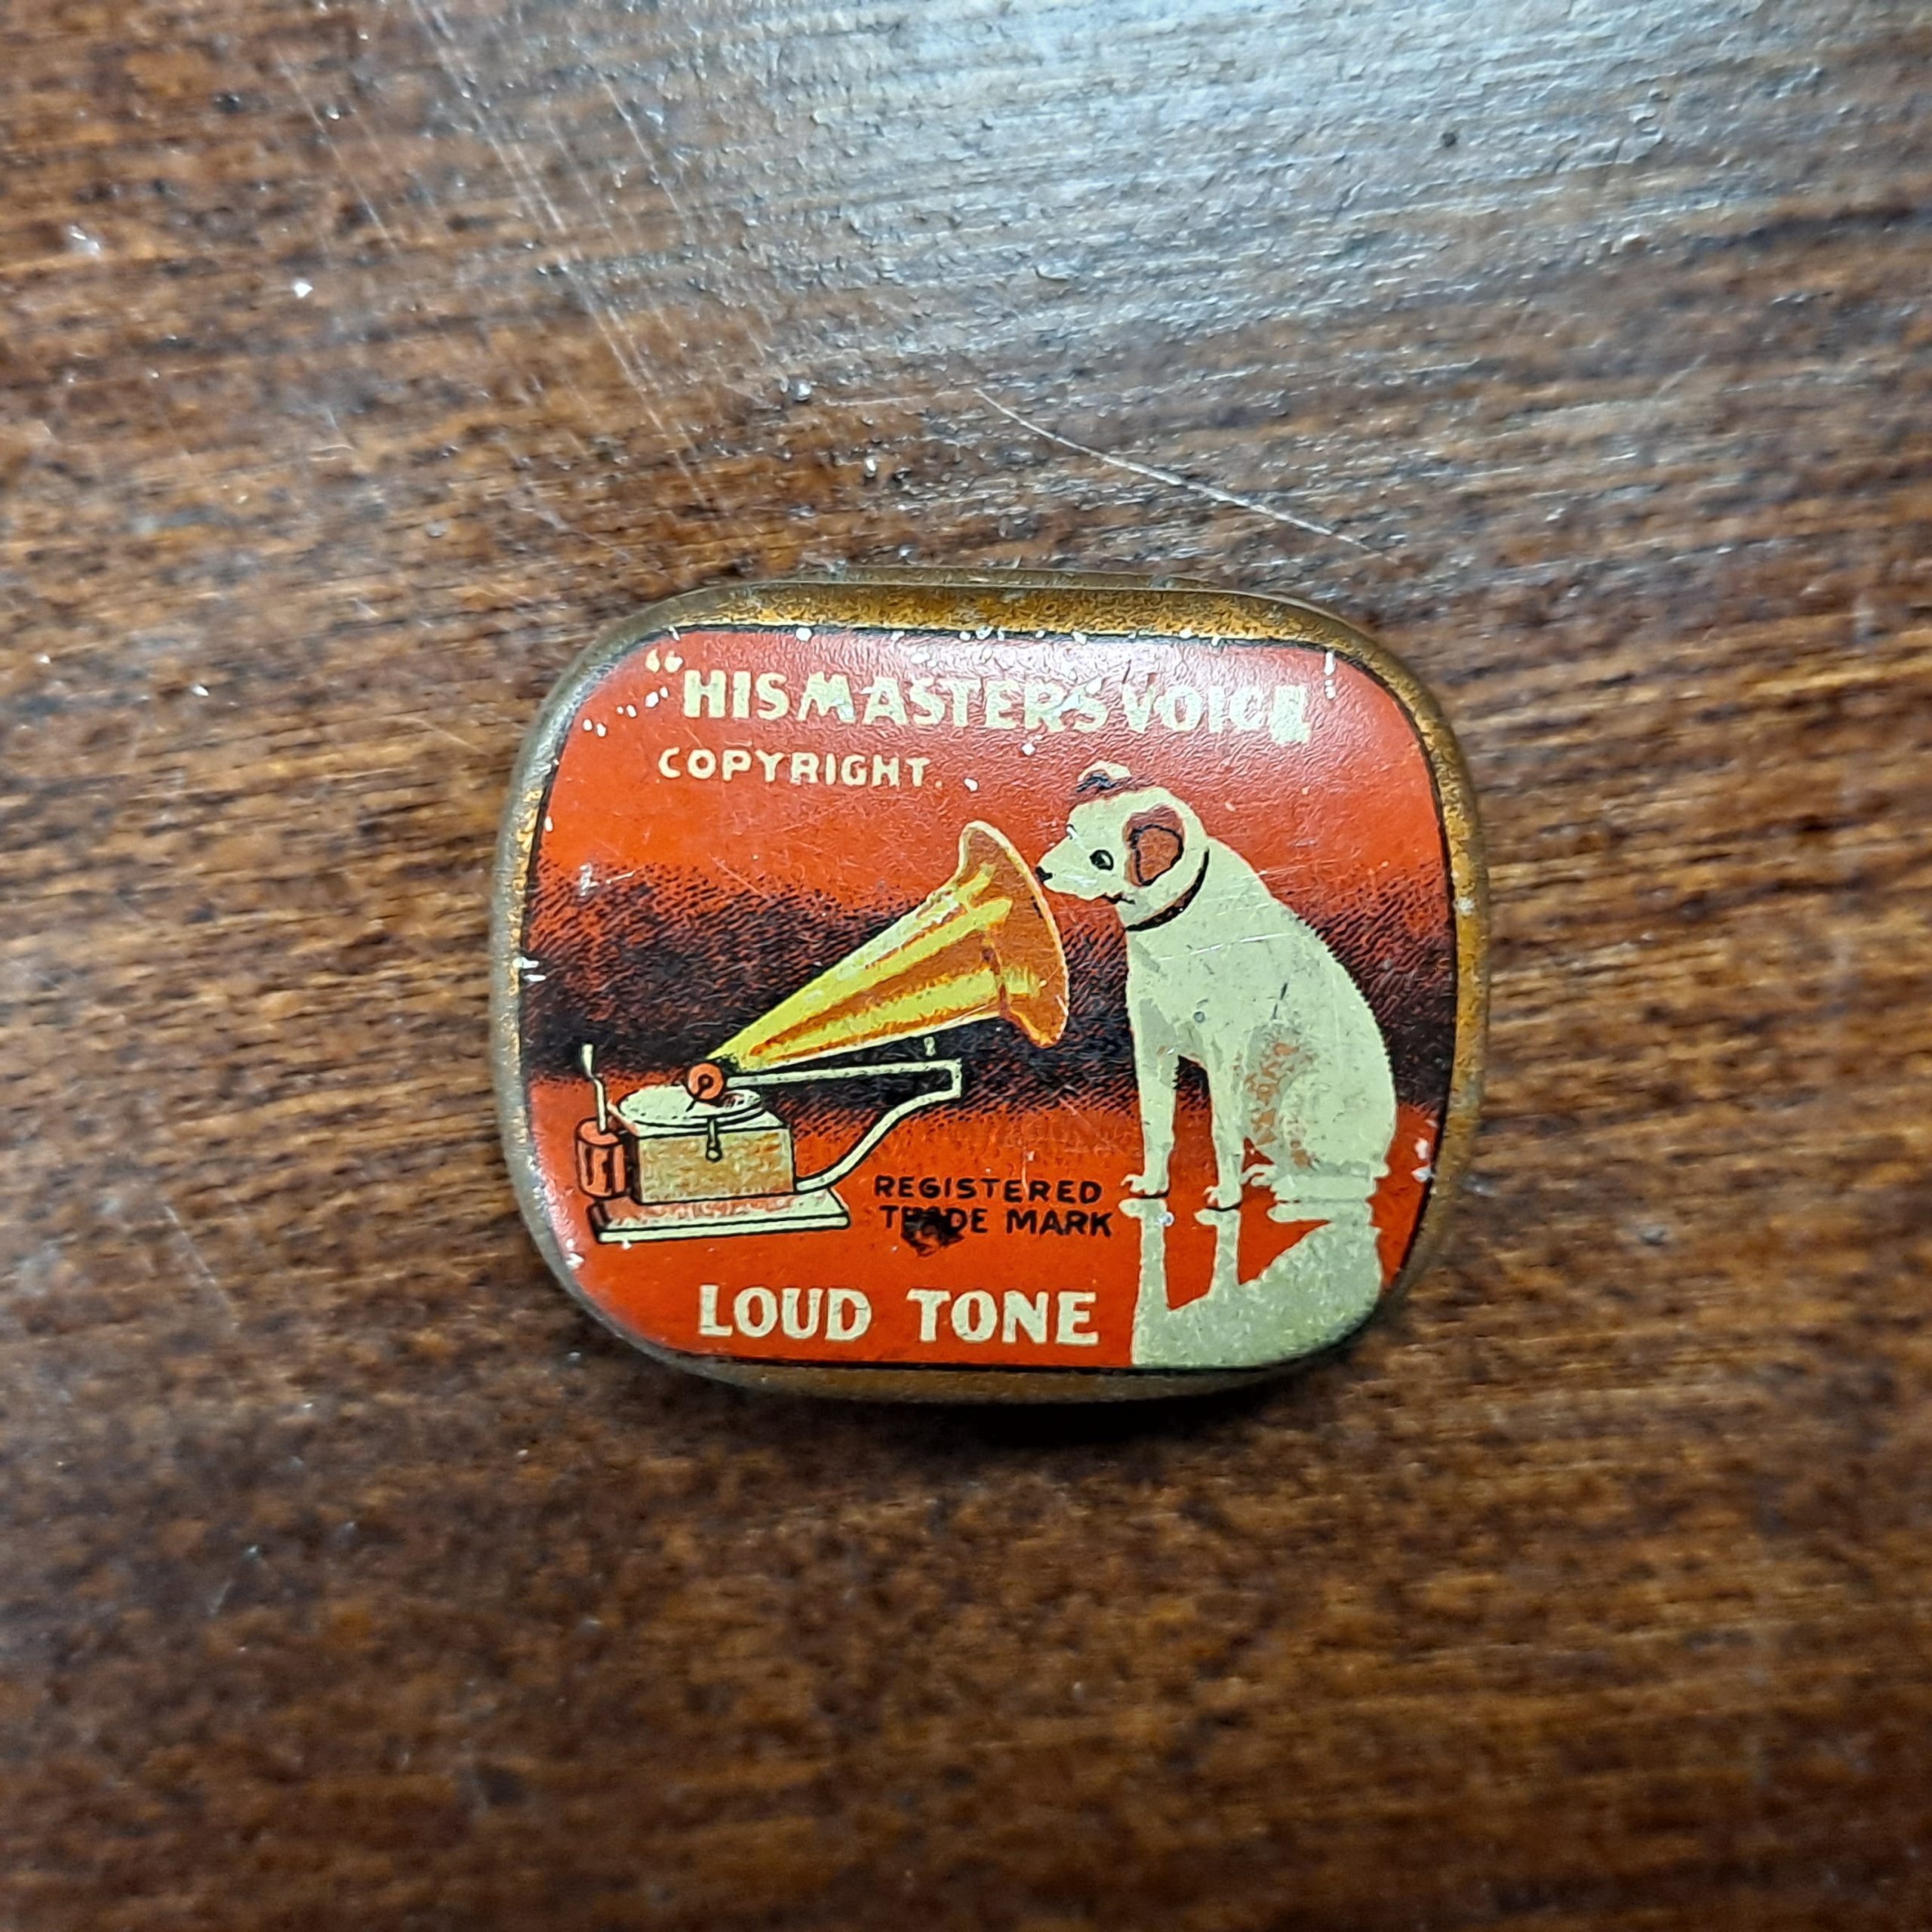 “HIS MASTER'S VOICE”
COPYRIGHT.
REGISTERED
TRADE MARK
LOUD TONE